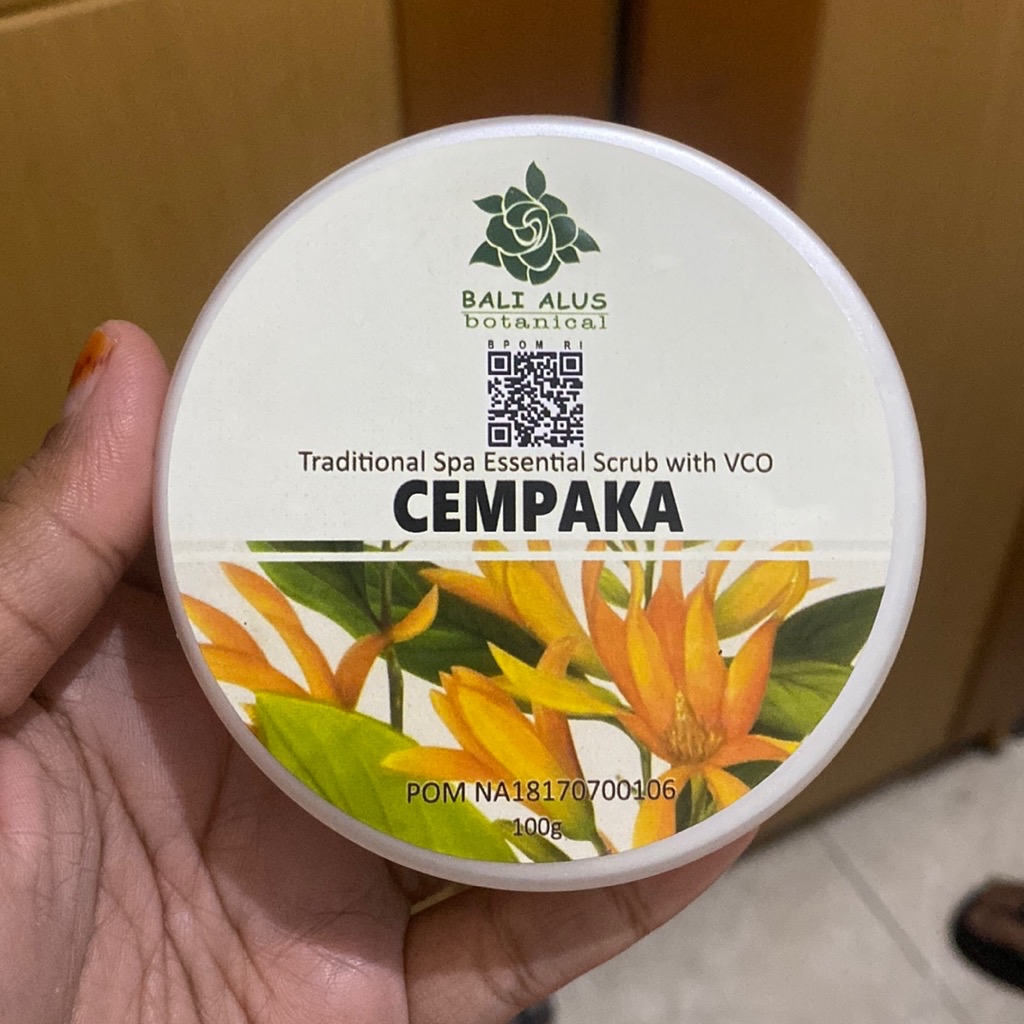 BALI ALUS
botanical
BPOM RI
Traditional Spa Essential Scrub with VCO
CEMPAKA
POM NA18170700106
100g